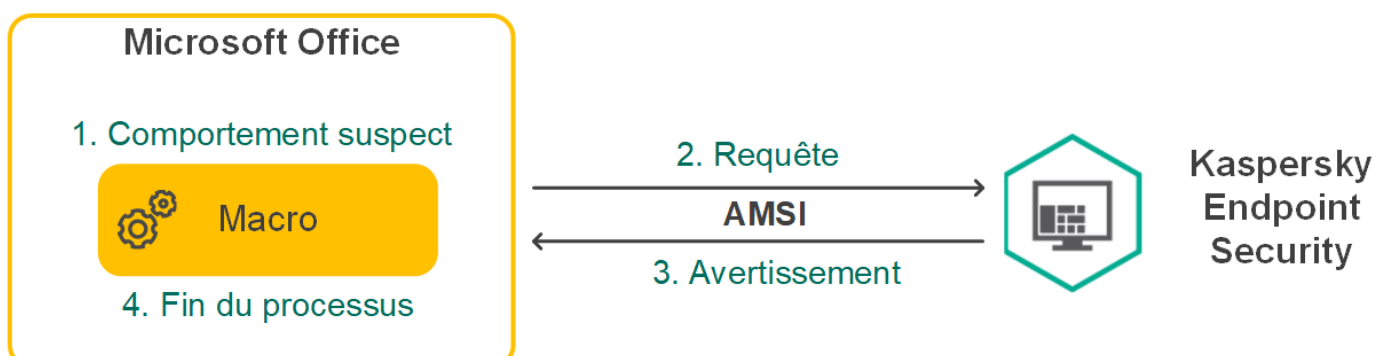 Microsoft Office
1. Comportement suspect
Macro
4. Fin du processus
2. Requête
AMSI
3. Avertissement
Kaspersky
Endpoint
Security